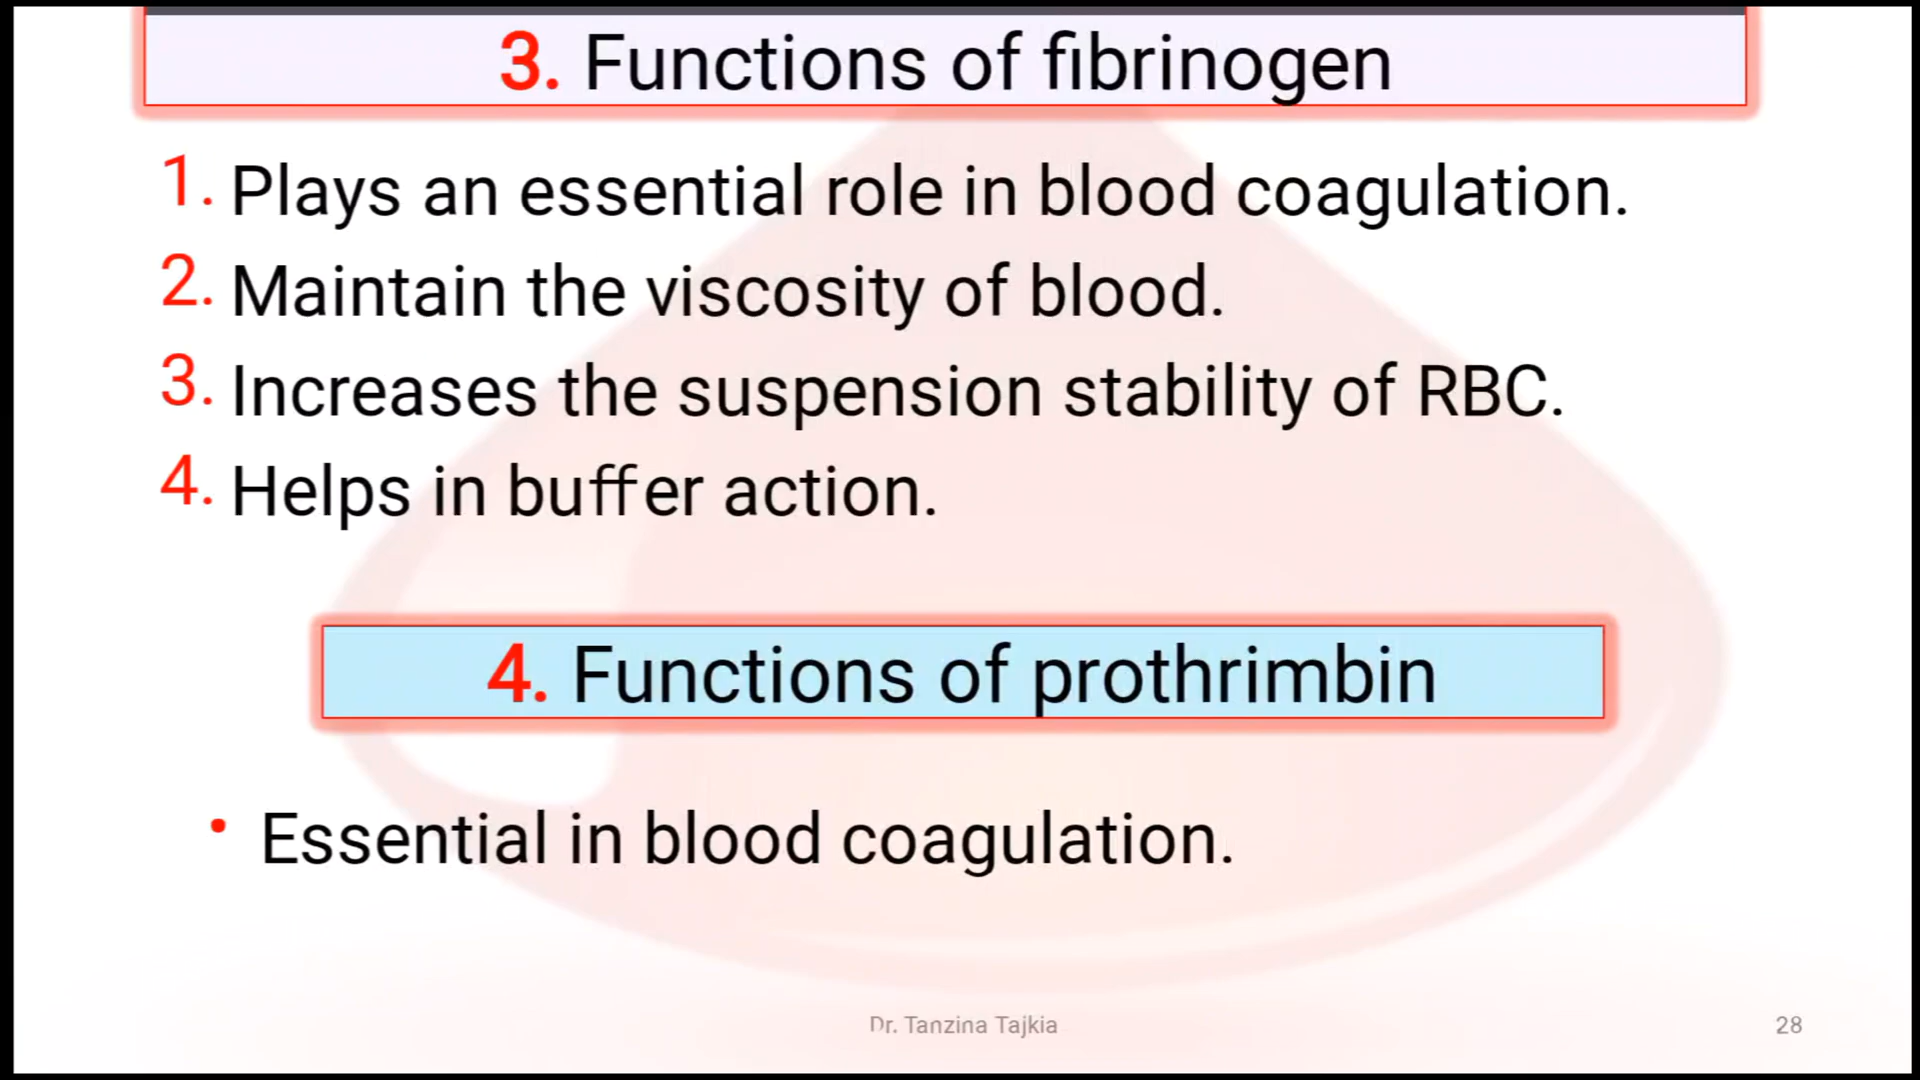 3. Functions of fibrinogen
1. Plays an essential role in blood coagulation.
2. Maintain the viscosity of blood.
3. Increases the suspension stability of RBC.
4. Helps in buffer action.
4. Functions of prothrimbin
• Essential in blood coagulation.
Dr. Tanzina Tajkia
28